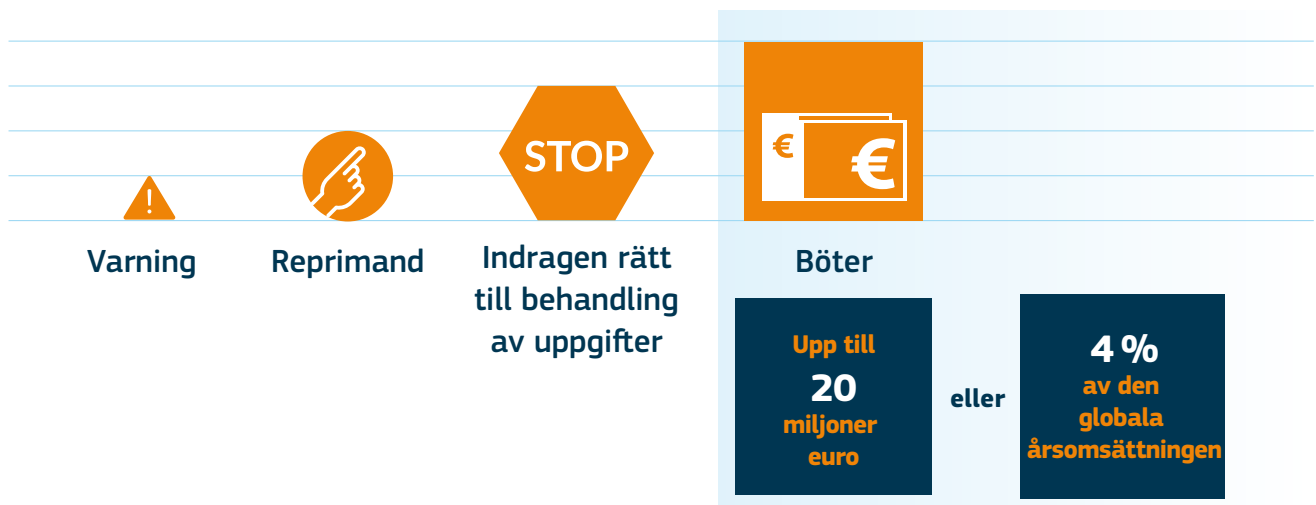 STOP
€
€
Varning
Reprimand
Indragen rätt
till behandling
av uppgifter
Böter
Upp till
20
miljoner
euro
eller
4 %
av den
globala
årsomsättningen